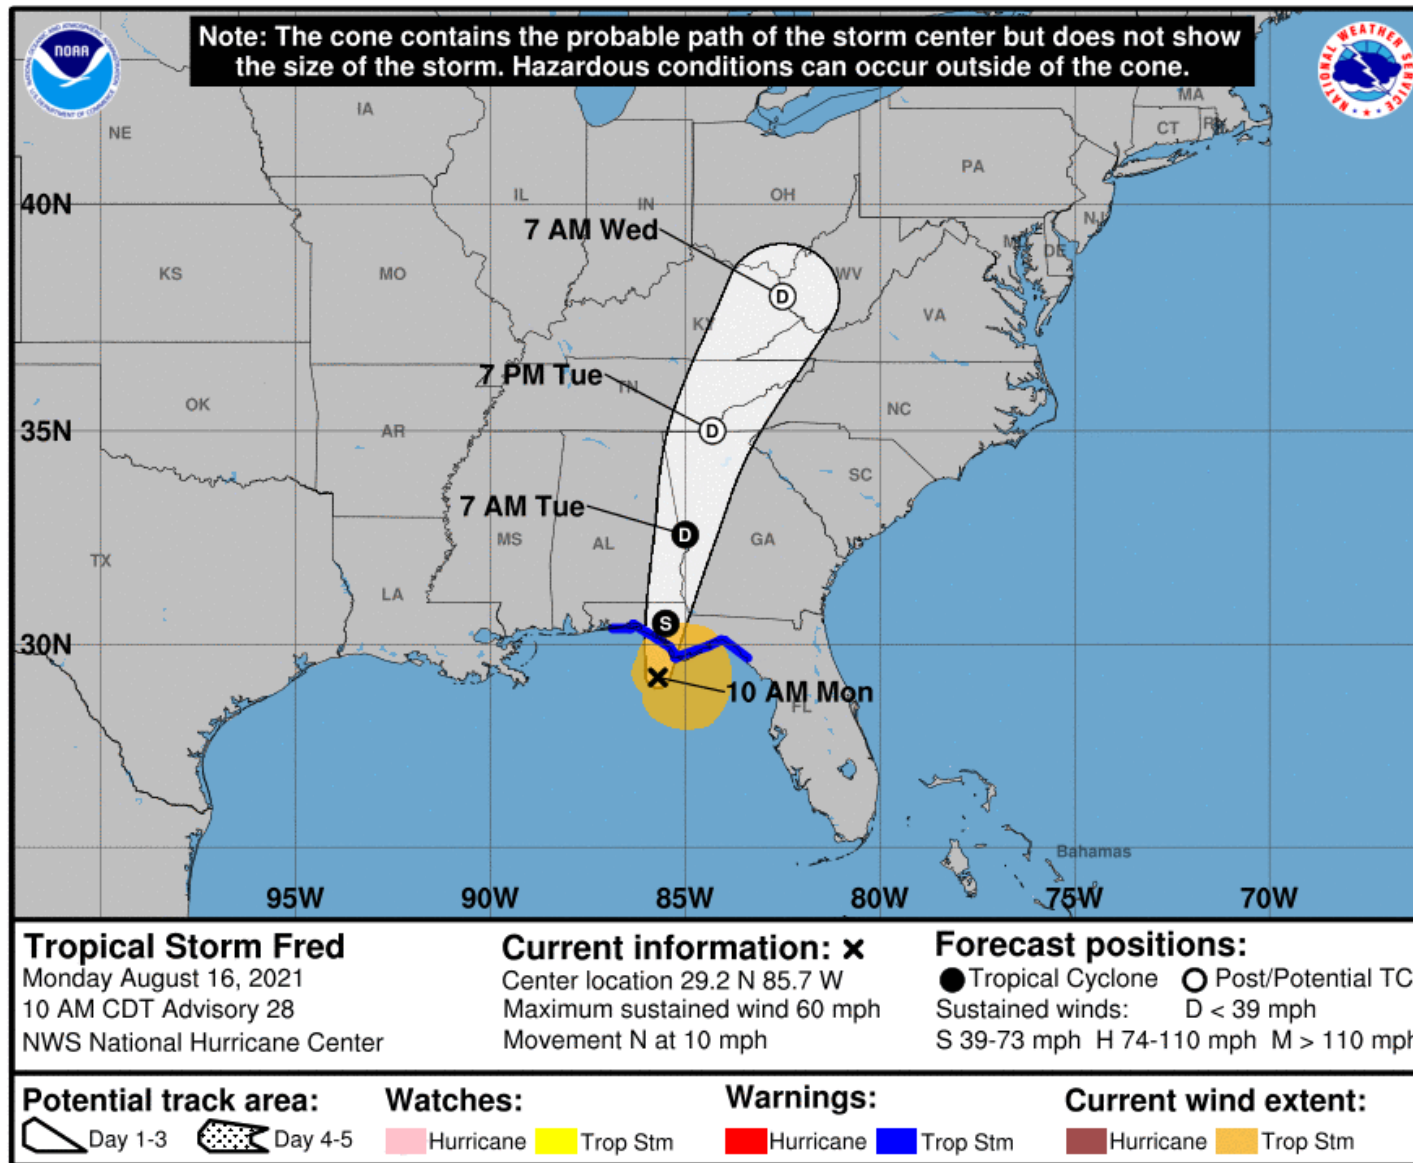 Note: The cone contains the probable path of the storm center but does not show
the size of the storm. Hazardous conditions can occur outside of the cone.
NOAA
NATIONAL WEATHER SERVICE
MA
CT
NE
IA
PA
IL
IN
OH
NJ
40N
7 AM Wed
DE
KS
MO
WV
KY
VA
7 PM Tue
TN
OK
NC
AR
35N
SC
7 AM Tue
D
D
D
MS
AL
GA
TX
LA
S
30N
10 AM Mon
FL
Bahamas
95W 90W 85W 80W 75W 70W
Tropical Storm Fred
Monday August 16, 2021
10 AM CDT Advisory 28
NWS National Hurricane Center
Current information: ×
Center location 29.2 N 85.7 W
Maximum sustained wind 60 mph
Movement N at 10 mph
Forecast positions:
Tropical Cyclone Post/Potential TC
Sustained winds: D < 39 mph
S 39-73 mph H 74-110 mph M > 110 mph
Potential track area:
Day 1-3 Day 4-5
Watches:
Hurricane Trop Stm
Warnings:
Hurricane Trop Stm
Current wind extent:
Hurricane Trop Stm